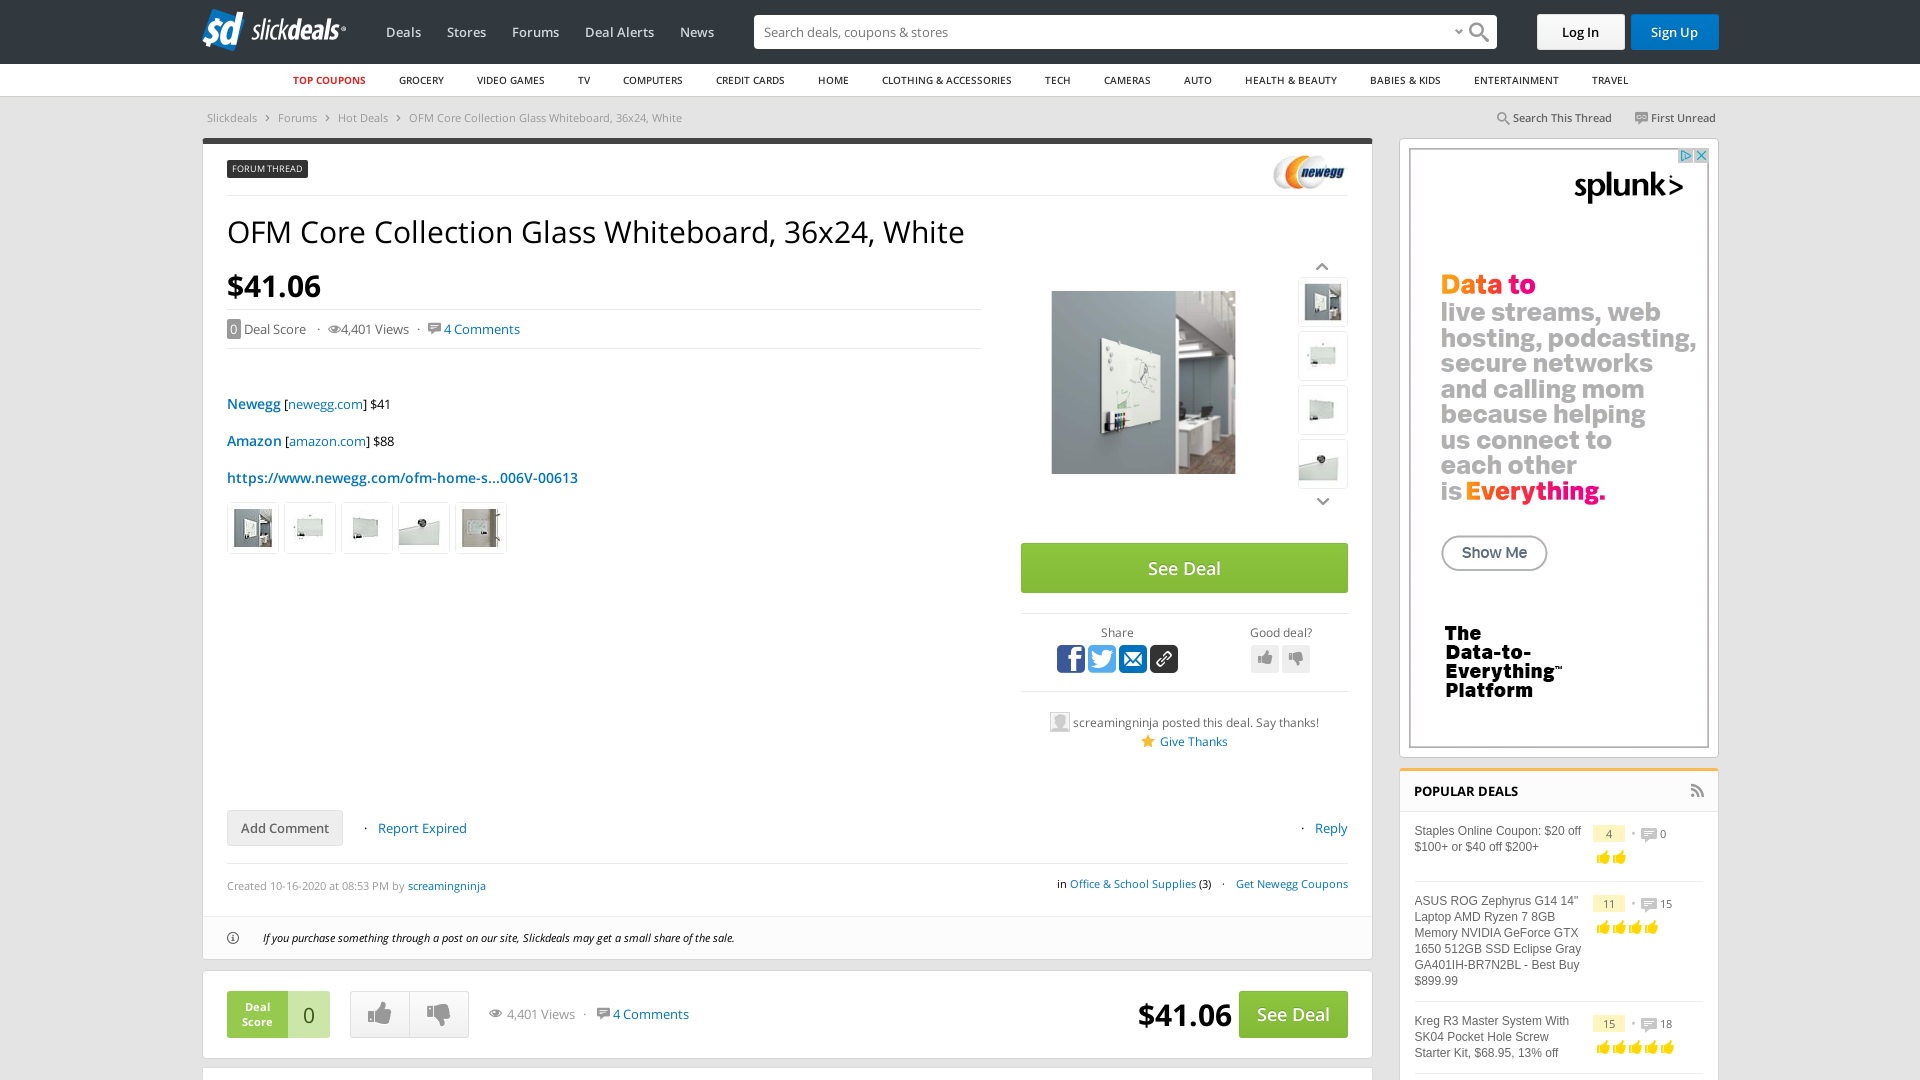 slickdeals
Deals
Stores
Forums
Deal Alerts
News
Search deals, coupons & stores
Log In
Sign Up
TOP COUPONS
GROCERY
VIDEO GAMES
TV
COMPUTERS
CREDIT CARDS
HOME
CLOTHING & ACCESSORIES
TECH
CAMERAS
AUTO
HEALTH & BEAUTY
BABIES & KIDS
ENTERTAINMENT
TRAVEL
Slickdeals > Forums > Hot Deals > OFM Core Collection Glass Whiteboard, 36x24, White
Search This Thread
First Unread
FORUM THREAD
newegg
OFM Core Collection Glass Whiteboard, 36x24, White
$41.06
0 Deal Score · 4,401 Views · 4 Comments
Newegg [newegg.com] $41
Amazon [amazon.com] $88
https://www.newegg.com/ofm-home-s...006V-00613
See Deal
Share
Good deal?
screamingninja posted this deal. Say thanks!
Give Thanks
Add Comment · Report Expired
· Reply
Created 10-16-2020 at 08:53 PM by screamingninja
in Office & School Supplies (3) · Get Newegg Coupons
If you purchase something through a post on our site, Slickdeals may get a small share of the sale.
Deal
Score
0
4,401 Views · 4 Comments
$41.06
See Deal
splunk>
Data to
live streams, web
hosting, podcasting,
secure networks
and calling mom
because helping
us connect to
each other
is Everything.
Show Me
The
Data-to-
Everything™
Platform
POPULAR DEALS
Staples Online Coupon: $20 off
$100+ or $40 off $200+
4 · 0
ASUS ROG Zephyrus G14 14"
Laptop AMD Ryzen 7 8GB
Memory NVIDIA GeForce GTX
1650 512GB SSD Eclipse Gray
GA401IH-BR7N2BL - Best Buy
$899.99
11 · 15
Kreg R3 Master System With
SK04 Pocket Hole Screw
Starter Kit, $68.95, 13% off
15 · 18